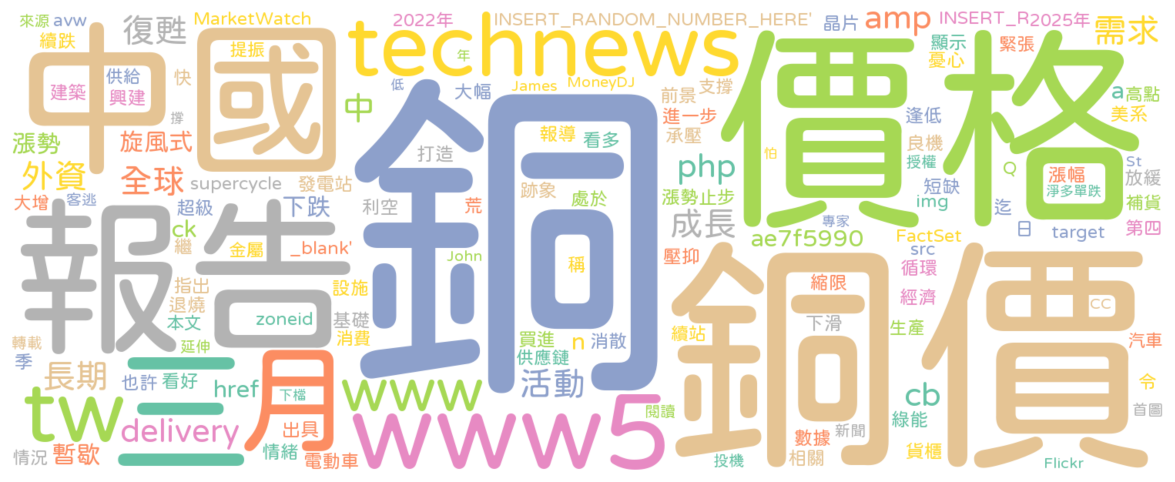 來源 avw MarketWatch 2022年 INSERT_RANDOM_NUMBER_HERE' 晶片 amp INSERT_R 2025年
續跌 復甦 提振 technews 年 顯示 緊張 需求
中國 供給 快 低 大幅 James MoneyDJ 支撐 憂心
建築 興建 中 前景 a 高點
撐 進一步 價格 逢低 美系
漲勢 旋風式 報導 看多 承壓 良機
外資 全球 supercycle 發電站 打造 銅 跡象 php 伯 授權 Q 漲幅 St 放緩
大增 客逃 超級 下跌 利空 荒 處於 漲勢止步 短缺 淨多單跌 補貨
報告 ck 繼 金屬 _blank' 成長 專家 img 迄 日 target 第四
指出 John 稱 壓抑 ae7f5990 FactSet src
退燒 設施 縮限 循環
本文 zoneid 基礎 CC 經濟
轉載 延伸 消費 買進 n 消散 續站 銅價 下滑 生產 汽車
季 長期 三月 供應鏈
也許 看好 href 下檔 www 活動 cb 令
tw 閱讀 綠能 首圖
delivery 出具 www5 數據 新聞 貨櫃
情況 暫歇 情緒 電動車 投機 相關 Flickr